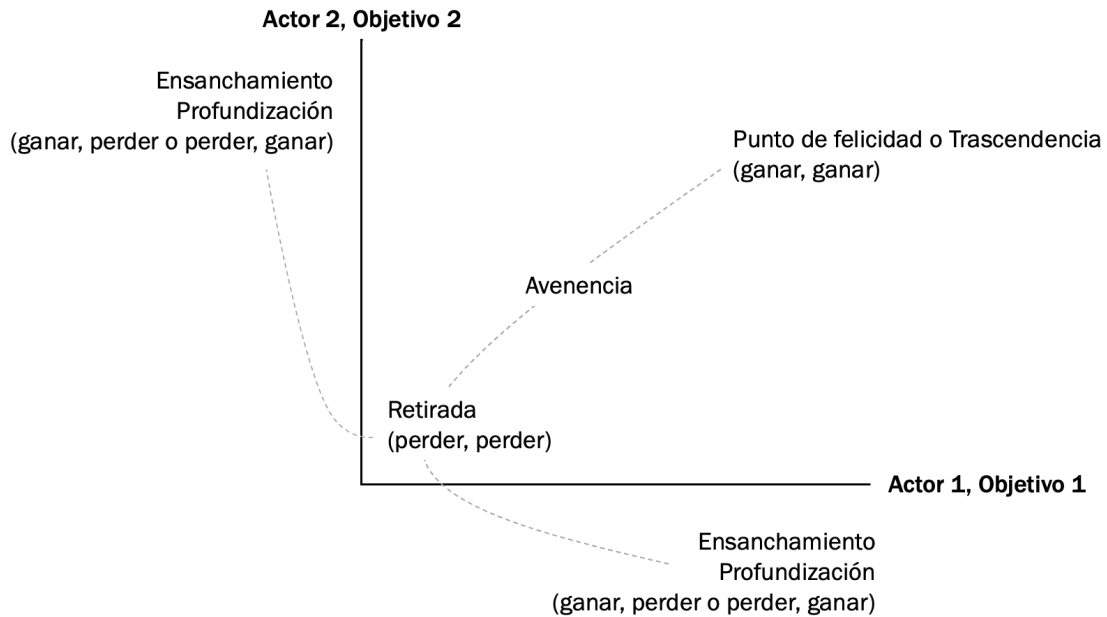 Actor 2, Objetivo 2
Ensanchamiento
Profundización
(ganar, perder o perder, ganar)
Punto de felicidad o Trascendencia
(ganar, ganar)
Avenencia
Retirada
(perder, perder)
Actor 1, Objetivo 1
Ensanchamiento
Profundización
(ganar, perder o perder, ganar)